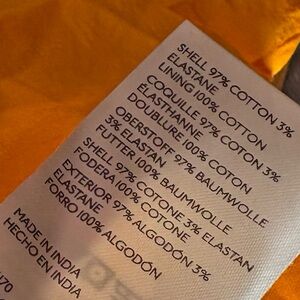 SHELL 97% COTTON 3%
ELASTANE
LINING 100% COTTON
COQUILLE 97% COTON 3%
ÉLASTHANNE
DOUBLURE 100% COTON
OBERSTOFF 97% BAUMWOLLE
3% ELASTAN
FUTTER 100% BAUMWOLLE
SHELL 97% COTONE 3% ELASTAN
FODERA 100% COTONE
EXTERIOR 97% ALGODÓN 3%
ELASTANE
FORRO 100% ALGODÓN
MADE IN INDIA
HECHO EN INDIA